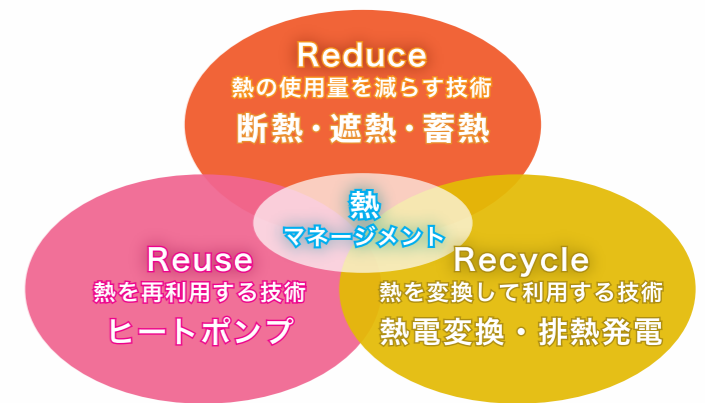 Reduce
熱の使用量を減らす技術
断熱・遮熱・蓄熱
熱
マネージメント
Reuse
熱を再利用する技術
ヒートポンプ
Recycle
熱を変換して利用する技術
熱電変換・排熱発電